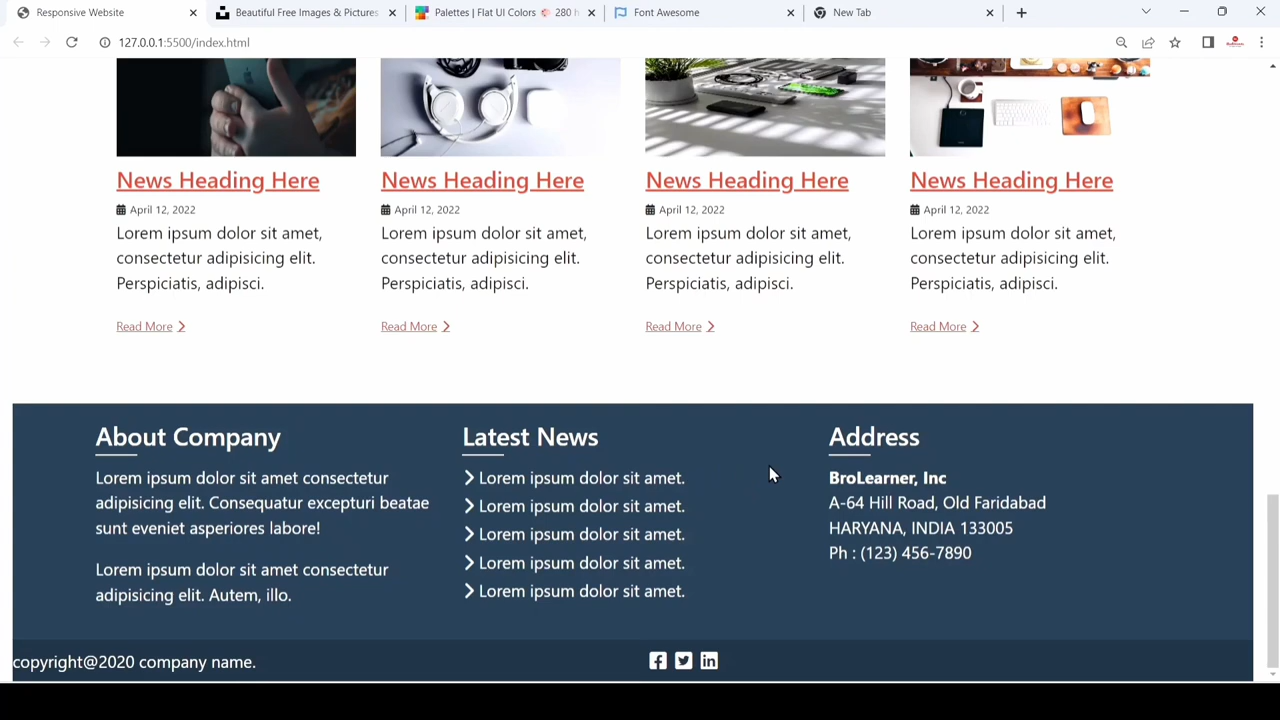 Responsive Website
Beautiful Free Images & Pictures
Palettes | Flat UI Colors 280 h
Font Awesome
New Tab
127.0.0.1:5500/index.html
News Heading Here
News Heading Here
News Heading Here
News Heading Here
April 12, 2022
April 12, 2022
April 12, 2022
April 12, 2022
Lorem ipsum dolor sit amet,
consectetur adipisicing elit.
Perspiciatis, adipisci.
Lorem ipsum dolor sit amet,
consectetur adipisicing elit.
Perspiciatis, adipisci.
Lorem ipsum dolor sit amet,
consectetur adipisicing elit.
Perspiciatis, adipisci.
Lorem ipsum dolor sit amet,
consectetur adipisicing elit.
Perspiciatis, adipisci.
Read More
Read More
Read More
Read More
About Company
Lorem ipsum dolor sit amet consectetur
adipisicing elit. Consequatur excepturi beatae
sunt eveniet asperiores labore!
Lorem ipsum dolor sit amet consectetur
adipisicing elit. Autem, illo.
Latest News
Lorem ipsum dolor sit amet.
Lorem ipsum dolor sit amet.
Lorem ipsum dolor sit amet.
Lorem ipsum dolor sit amet.
Lorem ipsum dolor sit amet.
Address
BroLearner, Inc
A-64 Hill Road, Old Faridabad
HARYANA, INDIA 133005
Ph : (123) 456-7890
copyright@2020 company name.